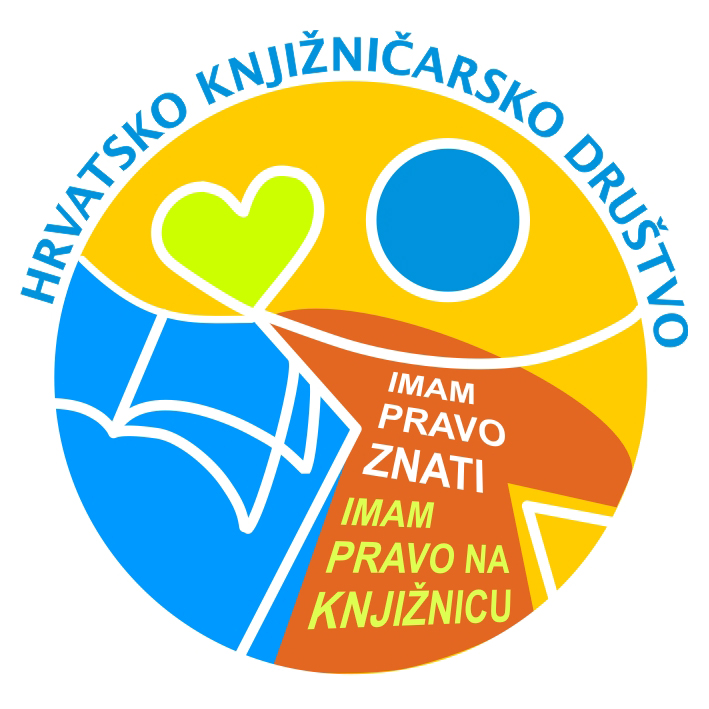 HRVATSKO KNJIŽNIČARSKO DRUŠTVO
IMAM
PRAVO
ZNATI
IMAM
PRAVO NA
KNJIŽNICU